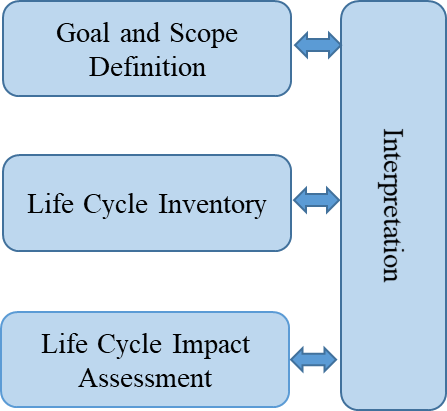 Goal and Scope
Definition
Life Cycle Inventory
Life Cycle Impact
Assessment
Interpretation